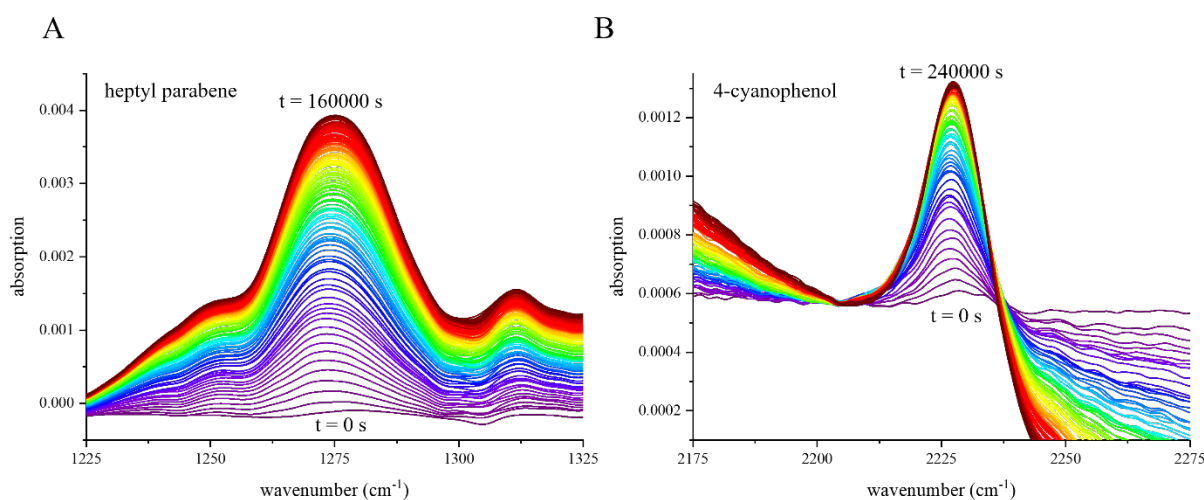 A
heptyl parabene
t = 160000 s
0.004
0.003
0.002
0.001
0.000
absorption
t = 0 s
1225
1250
1275
1300
1325
wavenumber (cm-1)
B
4-cyanophenol
t = 240000 s
0.0012
0.0010
0.0008
0.0006
0.0004
0.0002
absorption
t = 0 s
2175
2200
2225
2250
2275
wavenumber (cm-1)